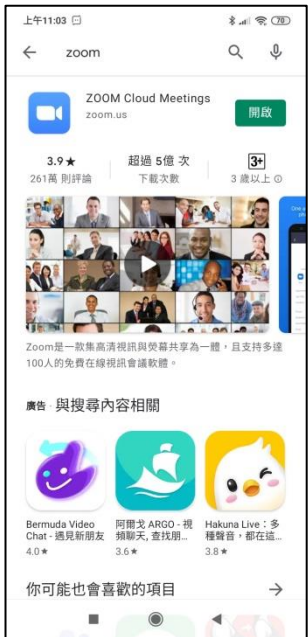 上午11:03
70
zoom
ZOOM Cloud Meetings
zoom.us
開啟
3.9★
261萬 則評論
超過 5億 次
下載次數
3+
3 歲以上
Zoom是一款集高清視訊與熒幕共享為一體，且支持多達
100人的免費在線視訊會議軟體。
廣告·與搜尋內容相關
Bermuda Video
Chat - 遇見新朋友
4.0★
阿爾戈 ARGO - 視
頻聊天, 查找朋...
3.6★
Hakuna Live：多
種聲音，都在這...
3.8★
你可能也會喜歡的項目